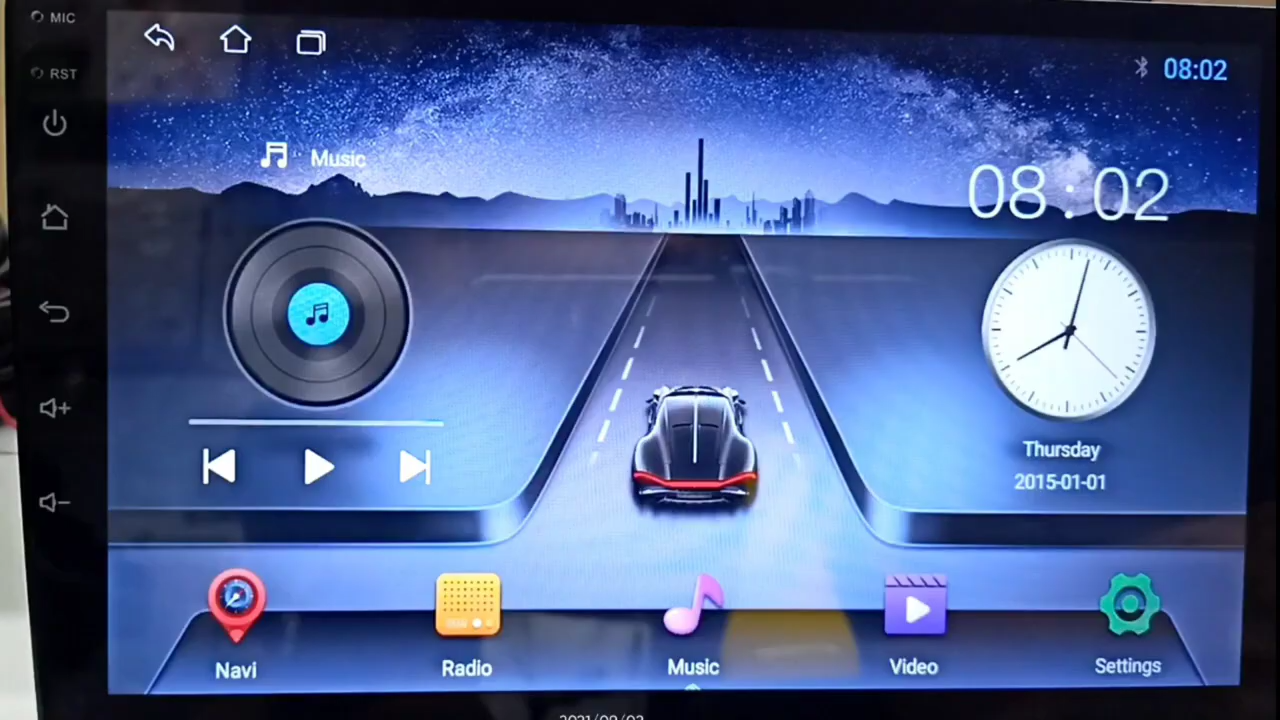 MIC
RST
08:02
Music
08:02
Thursday
2015-01-01
Navi
Radio
Music
Video
Settings